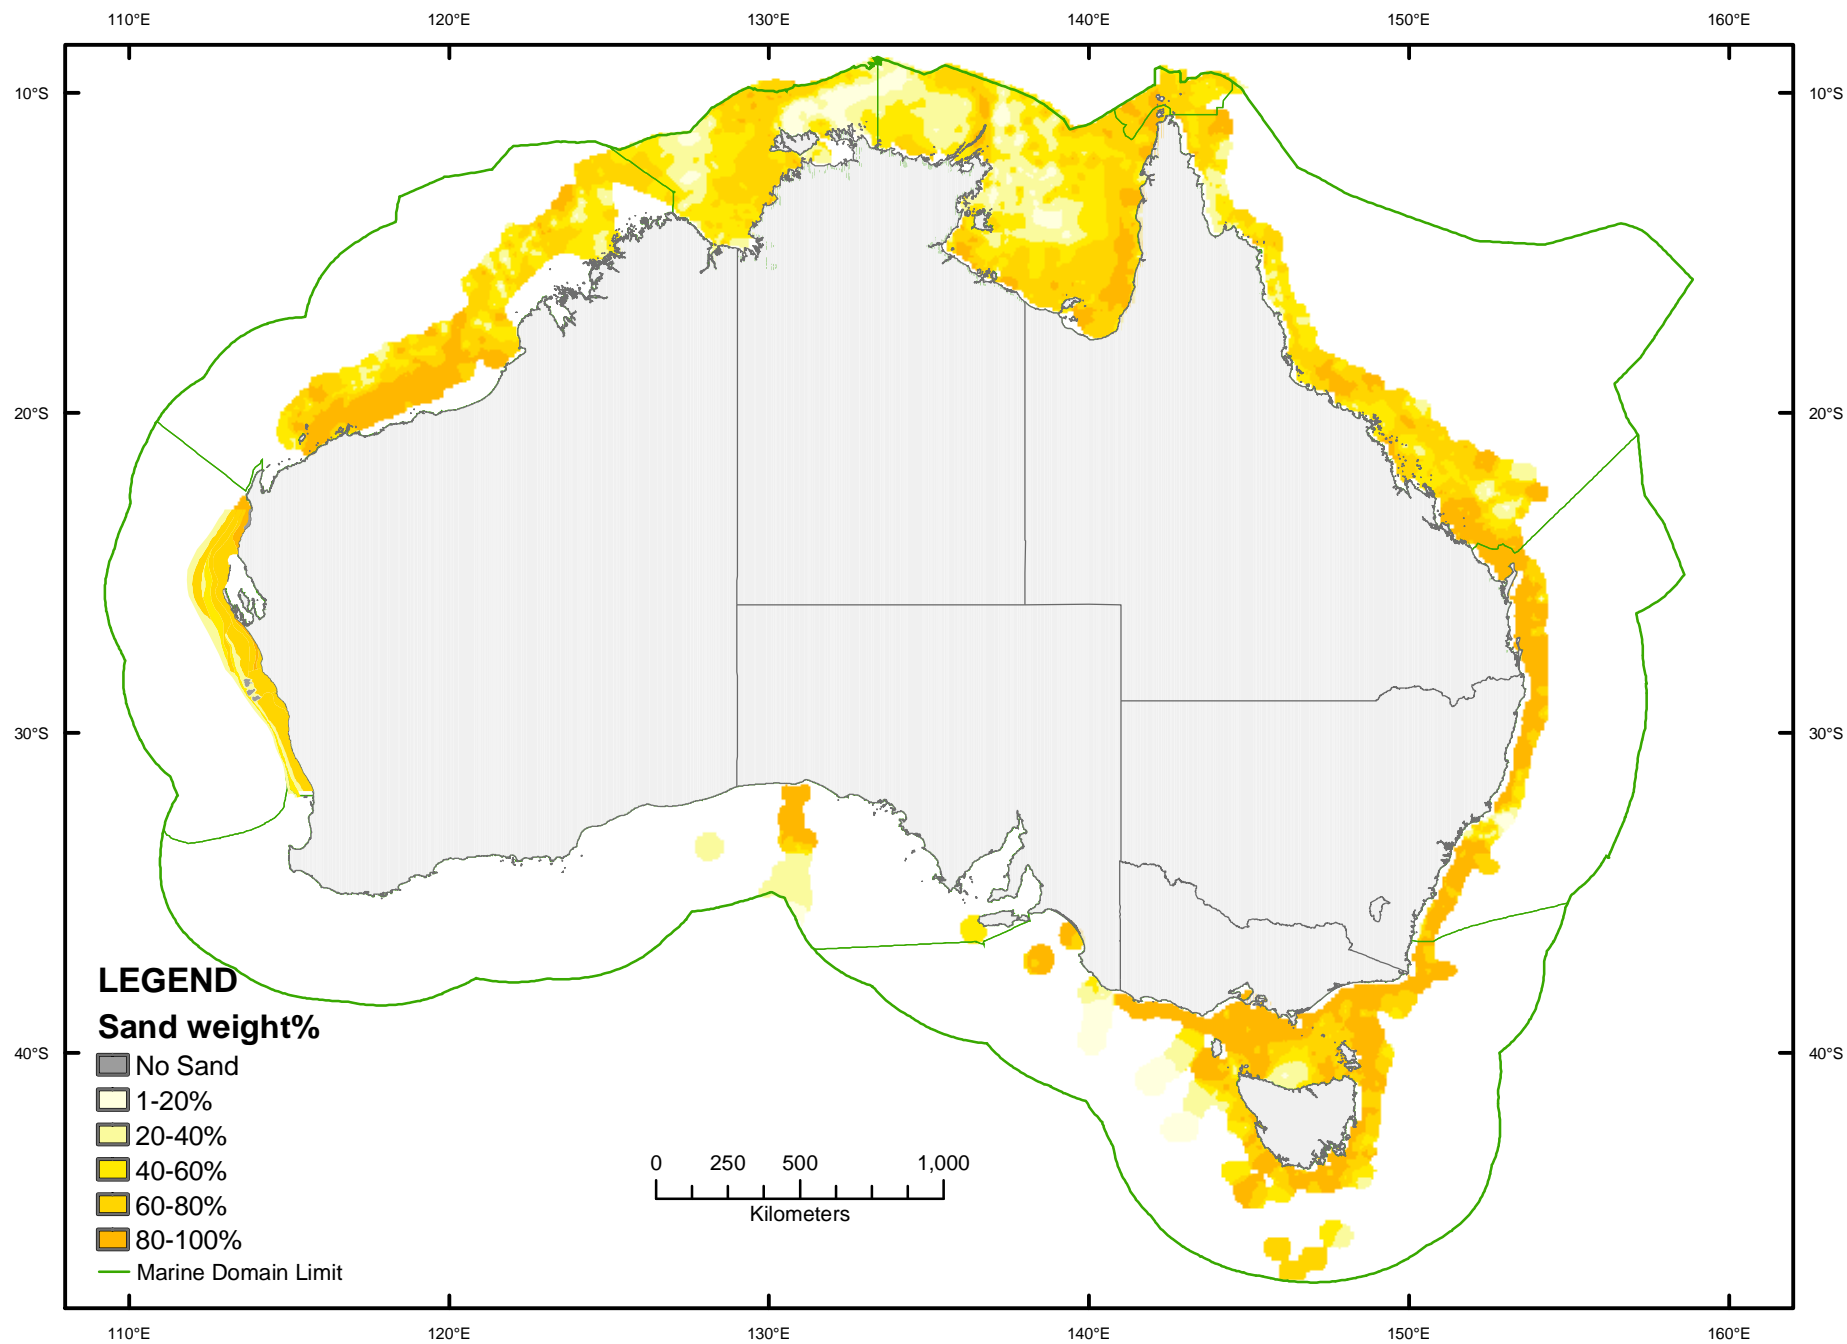 110°E 120°E 130°E 140°E 150°E 160°E
10°S 10°S
20°S 20°S
30°S 30°S
40°S 40°S
LEGEND
Sand weight%
No Sand
1-20%
20-40%
40-60%
60-80%
80-100%
Marine Domain Limit
0 250 500 1,000
Kilometers
110°E 120°E 130°E 140°E 150°E 160°E